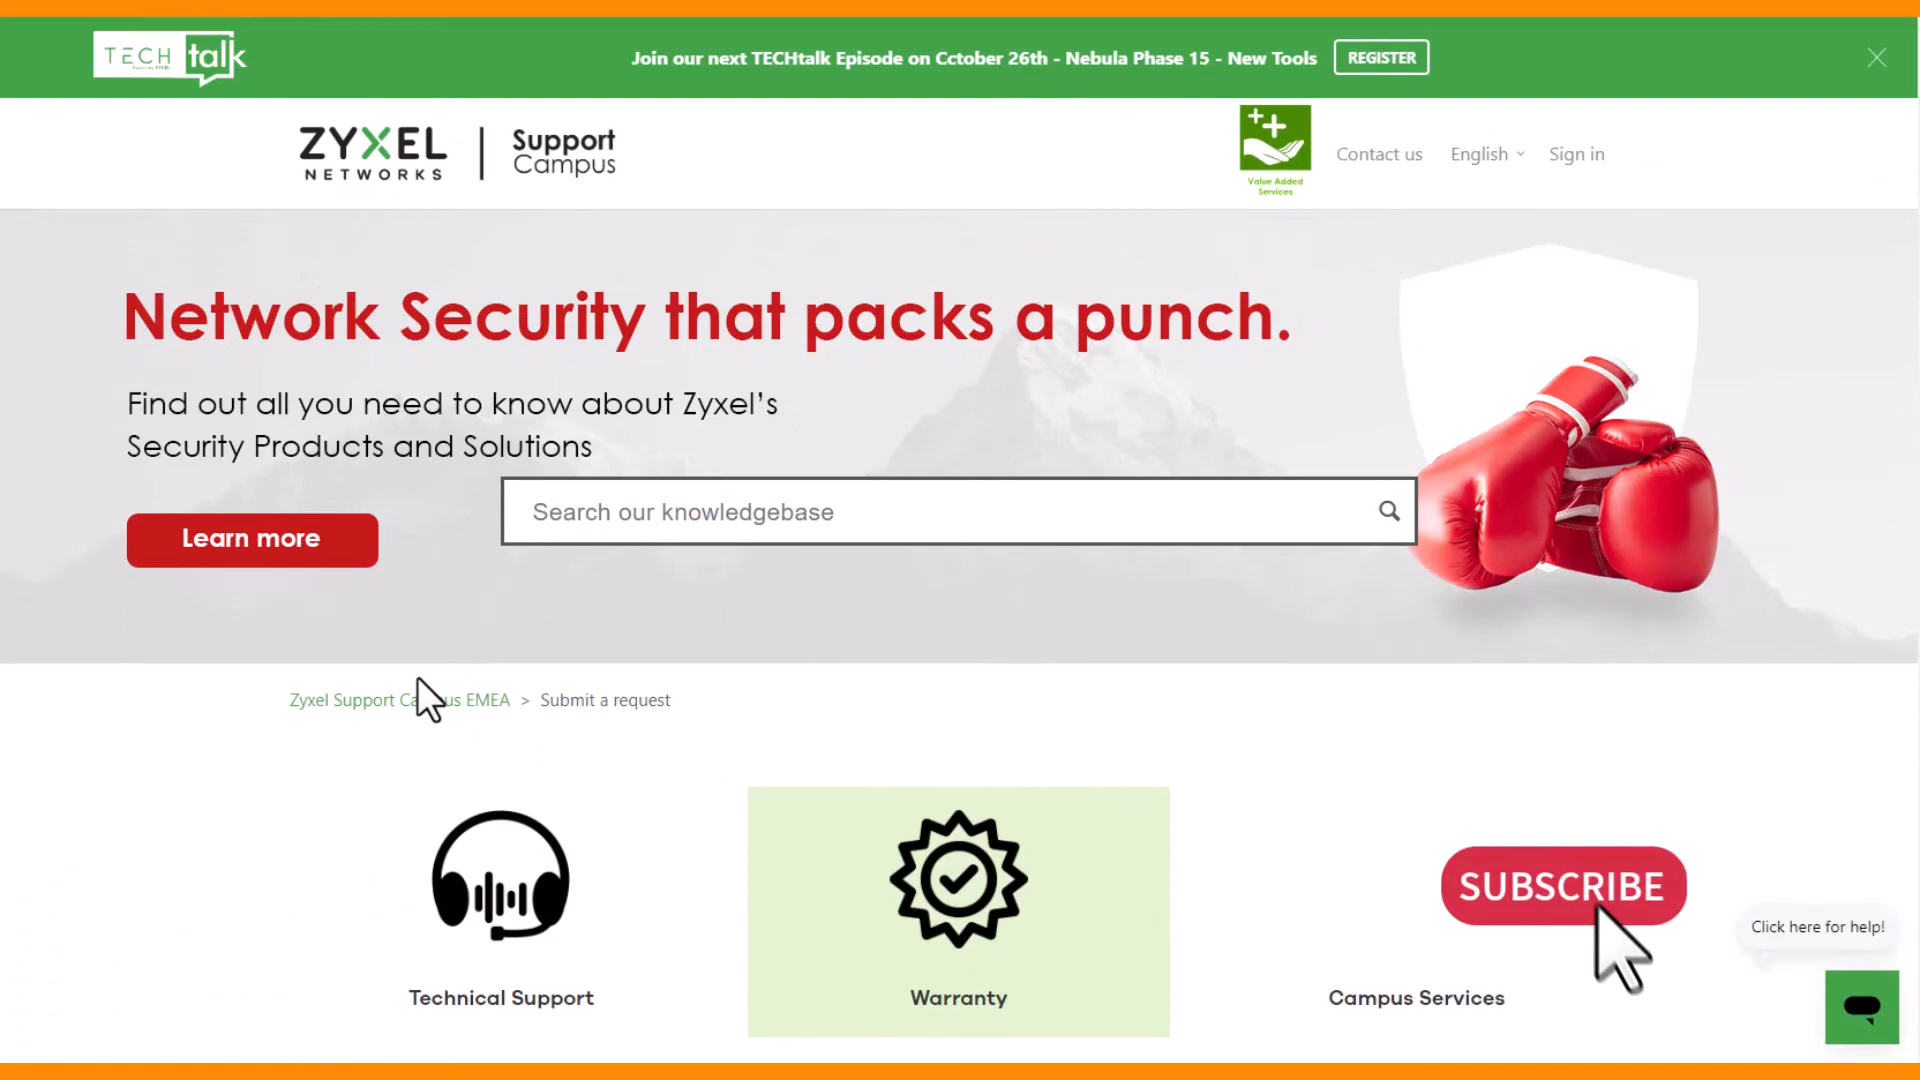 TECH talk
Join our next TECHtalk Episode on Cctober 26th - Nebula Phase 15 - New Tools
REGISTER
ZYXEL
NETWORKS
Support
Campus
Value Added
Services
Contact us
English
Sign in
Network Security that packs a punch.
Find out all you need to know about Zyxel's
Security Products and Solutions
Search our knowledgebase
Learn more
Zyxel Support Campus EMEA > Submit a request
SUBSCRIBE
Click here for help!
Technical Support
Warranty
Campus Services